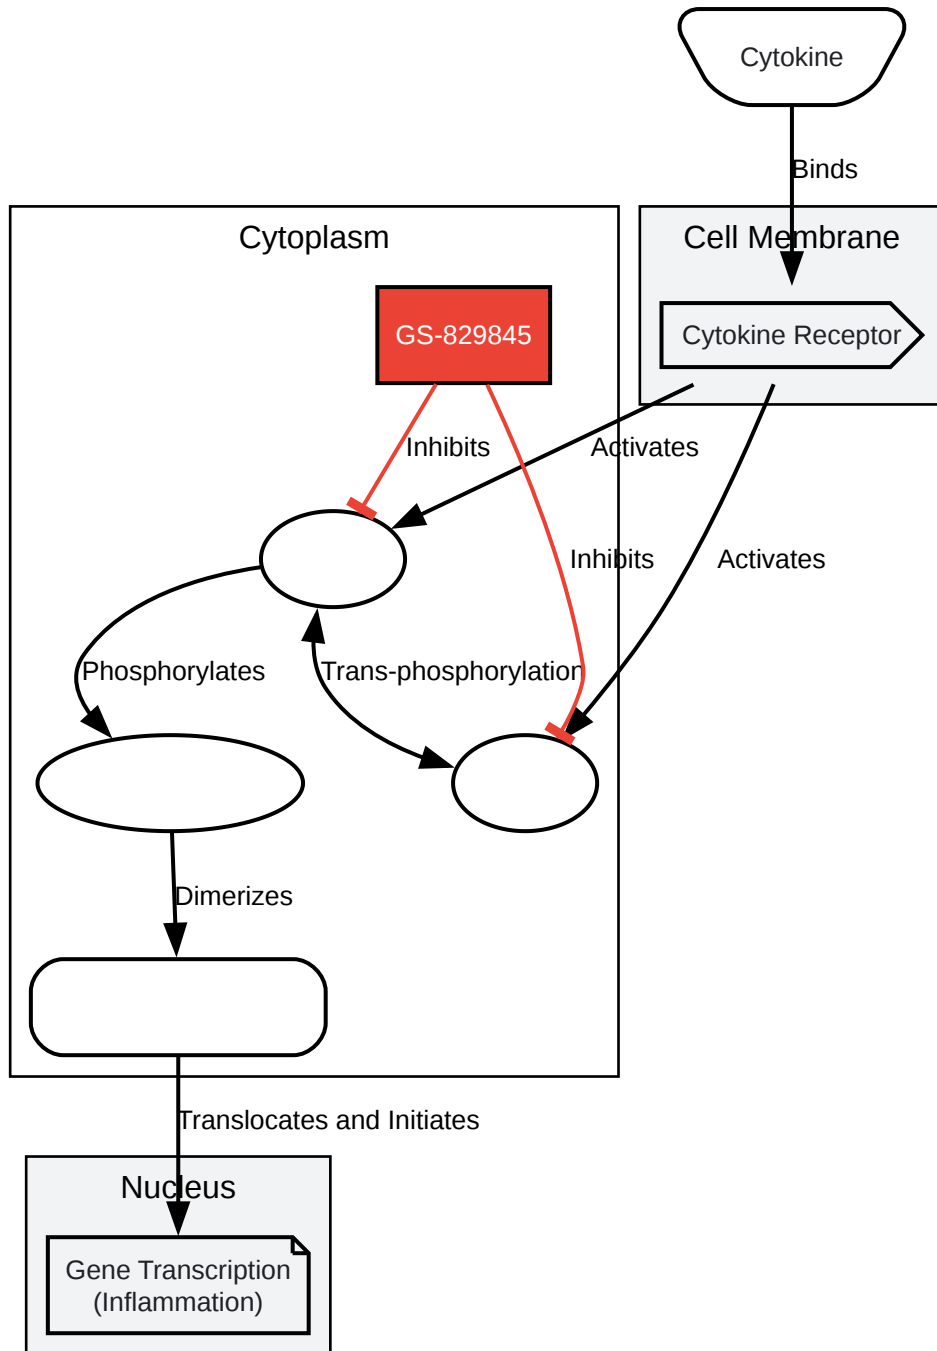 Cytokine
Binds
Cytoplasm
Cell Membrane
GS-829845
Cytokine Receptor
Inhibits
Activates
Inhibits
Activates
Phosphorylates
Trans-phosphorylation
Dimerizes
Translocates and Initiates
Nucleus
Gene Transcription
(Inflammation)